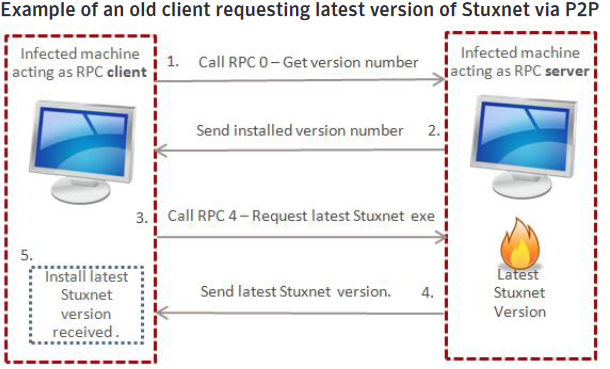 Example of an old client requesting latest version of Stuxnet via P2P
Infected machine
acting as RPC client
1. Call RPC 0 – Get version number
Infected machine
acting as RPC server
Send installed version number 2.
3. Call RPC 4 – Request latest Stuxnet exe
Send latest Stuxnet version. 4.
5.
Install latest
Stuxnet
version
received .
Latest
Stuxnet
Version